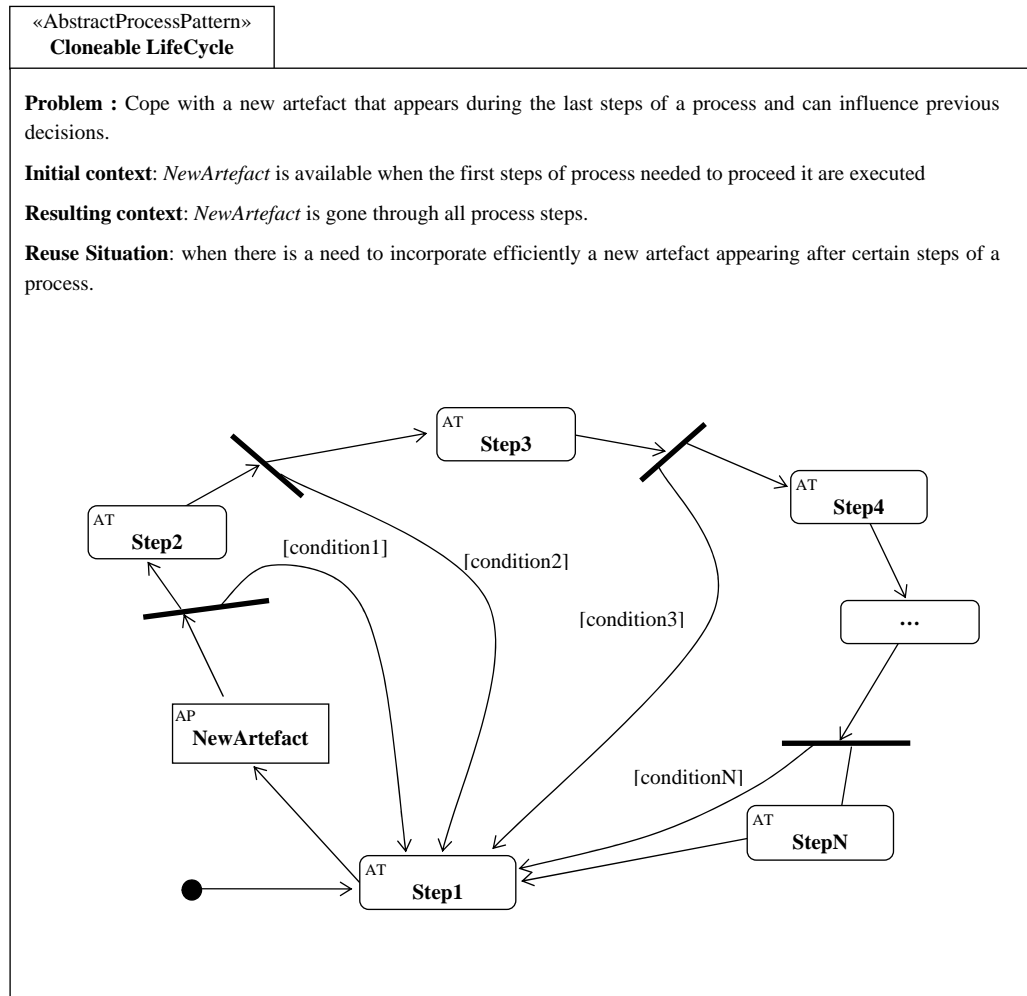 «AbstractProcessPattern»
Cloneable LifeCycle
Problem : Cope with a new artefact that appears during the last steps of a process and can influence previous
decisions.
Initial context: NewArtefact is available when the first steps of process needed to proceed it are executed
Resulting context: NewArtefact is gone through all process steps.
Reuse Situation: when there is a need to incorporate efficiently a new artefact appearing after certain steps of a
process.
AT
Step3
AT
Step4
AT
Step2
[condition1]
[condition2]
[condition3]
...
AP
NewArtefact
[conditionN]
AT
StepN
AT
Step1